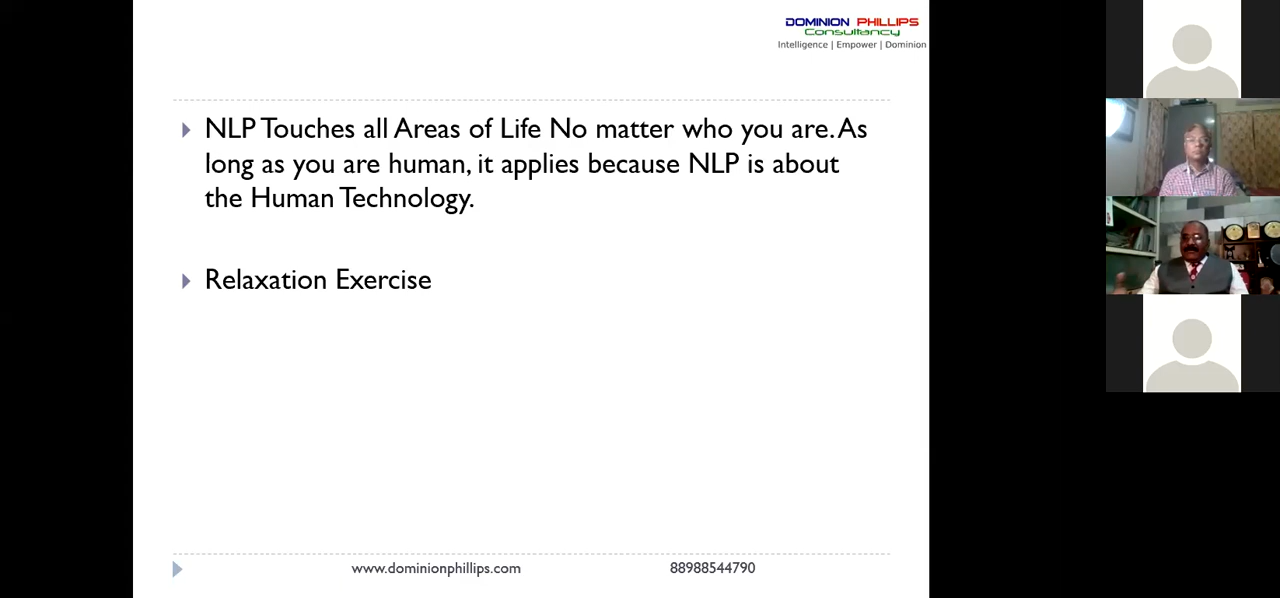 DOMINION PHILLIPS
Consultancy
Intelligence | Empower | Dominion
NLP Touches all Areas of Life No matter who you are. As
long as you are human, it applies because NLP is about
the Human Technology.
Relaxation Exercise
www.dominionphillips.com 88988544790